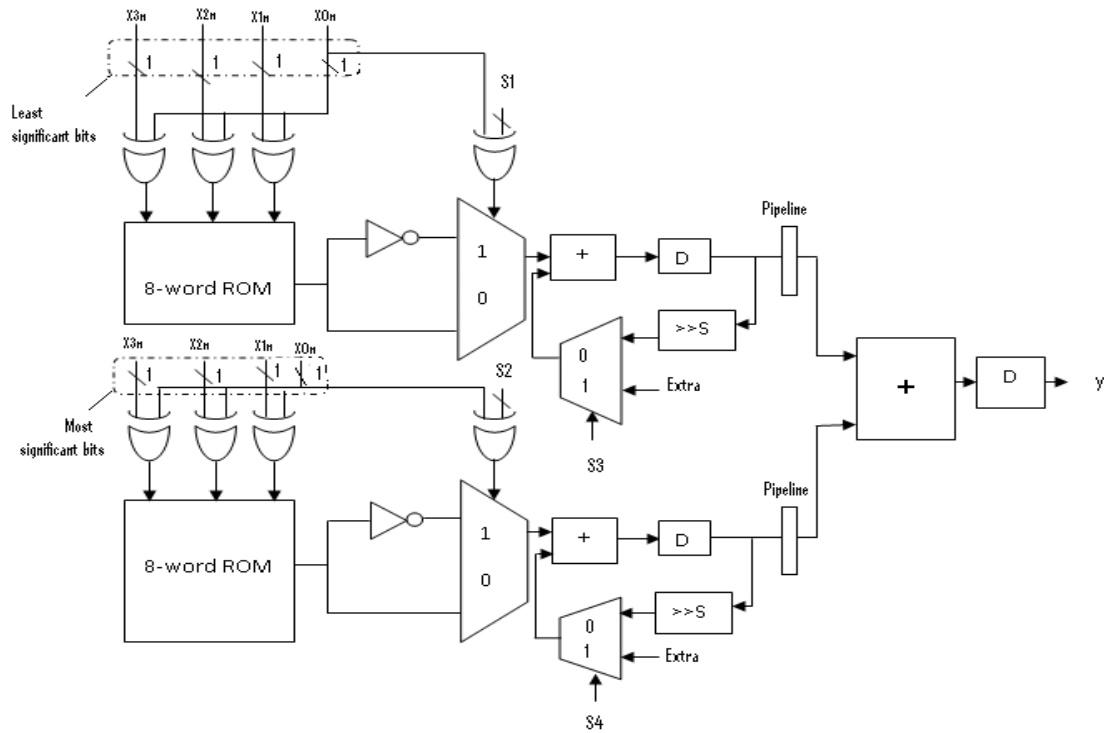 X3n X2n X1n X0n
1 1 1 1
S1
Least
significant bits
Pipeline
1
0
+
D
8-word ROM
>>S
0
1
Extra
S3
X3n X2n X1n X0n
1 1 1 1
S2
Most
significant bits
+
D
y
Pipeline
1
0
+
D
8-word ROM
>>S
0
1
Extra
S4